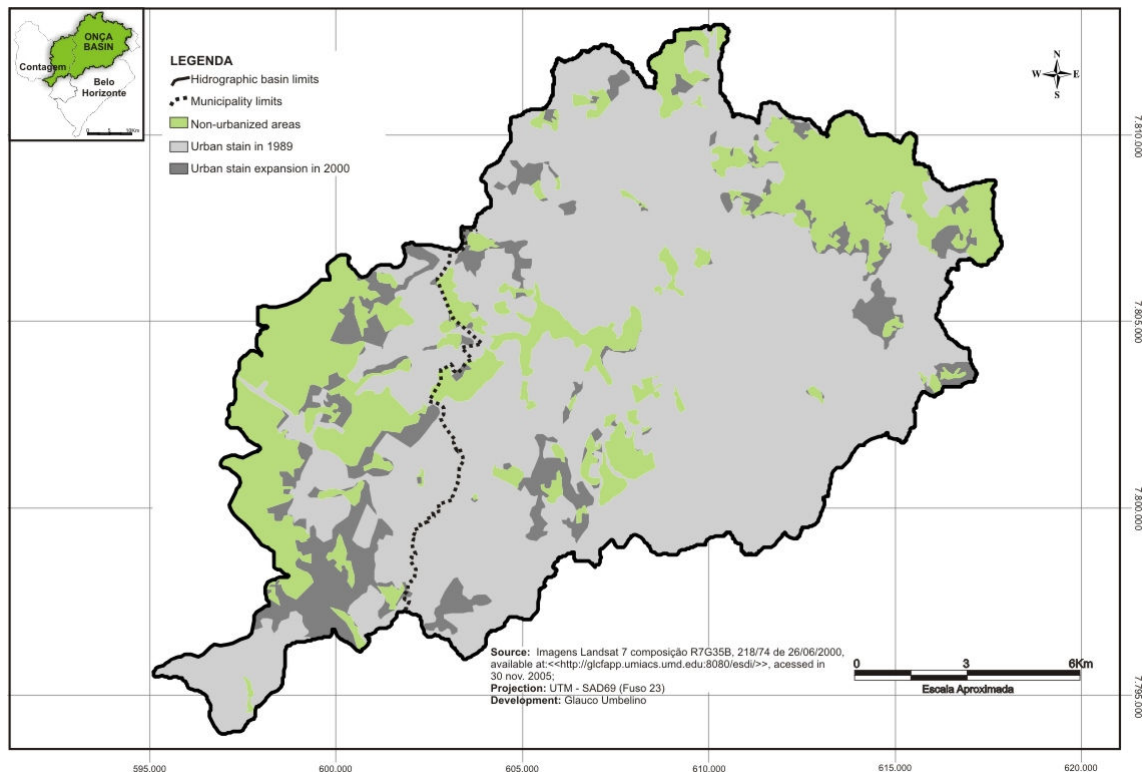 ONÇA
BASIN
Contagem
Belo
Horizonte
0 5 10Km
LEGENDA
Hidrographic basin limits
Municipality limits
Non-urbanized areas
Urban stain in 1989
Urban stain expansion in 2000
N
W E
S
7.810.000
7.805.000
7.800.000
7.795.000
Source: Imagens Landsat 7 composição R7G35B, 218/74 de 26/06/2000,
available at:<<http://glcfapp.umiacs.umd.edu:8080/esdi/>>, acessed in
30 nov. 2005;
Projection: UTM - SAD69 (Fuso 23)
Development: Glauco Umbelino
0 3 6Km
Escala Aproximada
595.000 600.000 605.000 610.000 615.000 620.000